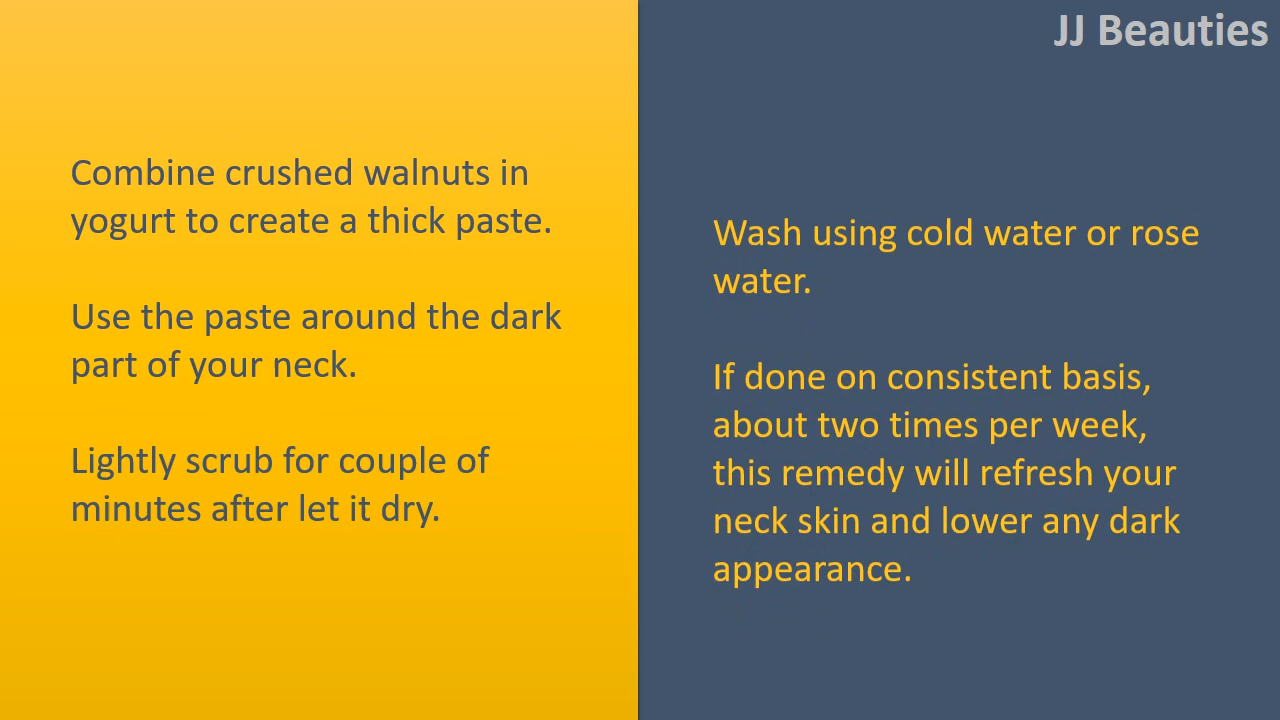 JJ Beauties
Combine crushed walnuts in
yogurt to create a thick paste.
Use the paste around the dark
part of your neck.
Lightly scrub for couple of
minutes after let it dry.
Wash using cold water or rose
water.
If done on consistent basis,
about two times per week,
this remedy will refresh your
neck skin and lower any dark
appearance.